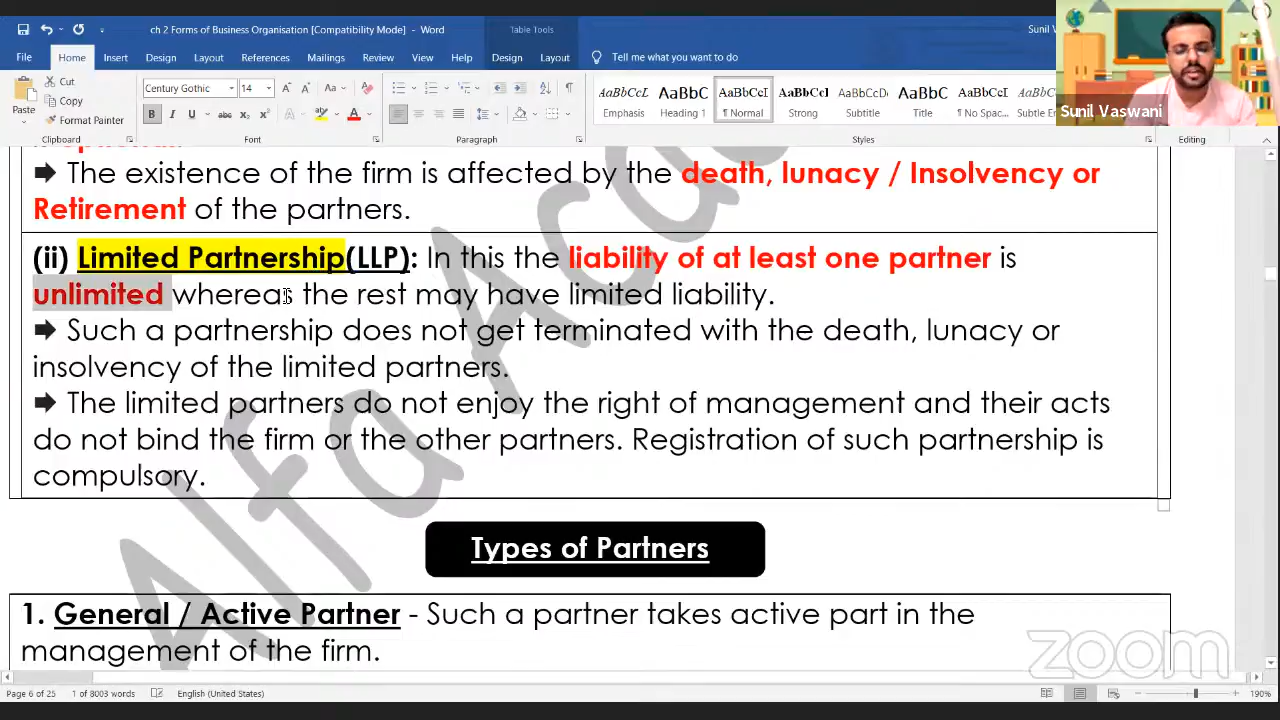 ch 2 Forms of Business Organisation [Compatibility Mode] - Word
Table Tools
Sunil V
File Home Insert Design Layout References Mailings Review View Help Design Layout Tell me what you want to do
Paste
Cut
Copy
Format Painter
Century Gothic 14
AaBbCcL AaBbC AaBbCcI AaBbCcI AaBbCcDc AaBbC AaBbCcI
Emphasis Heading 1 ¶ Normal Strong Subtitle Title ¶ No Spac... Subtle E
Clipboard Font Paragraph Styles Editing
Sunil Vaswani
➡ The existence of the firm is affected by the death, lunacy / Insolvency or
Retirement of the partners.
(ii) Limited Partnership(LLP): In this the liability of at least one partner is
unlimited whereas the rest may have limited liability.
➡ Such a partnership does not get terminated with the death, lunacy or
insolvency of the limited partners.
➡ The limited partners do not enjoy the right of management and their acts
do not bind the firm or the other partners. Registration of such partnership is
compulsory.
Types of Partners
1. General / Active Partner - Such a partner takes active part in the
management of the firm.
Alfa Acad
zoom
Page 6 of 25 1 of 8003 words English (United States) 190%